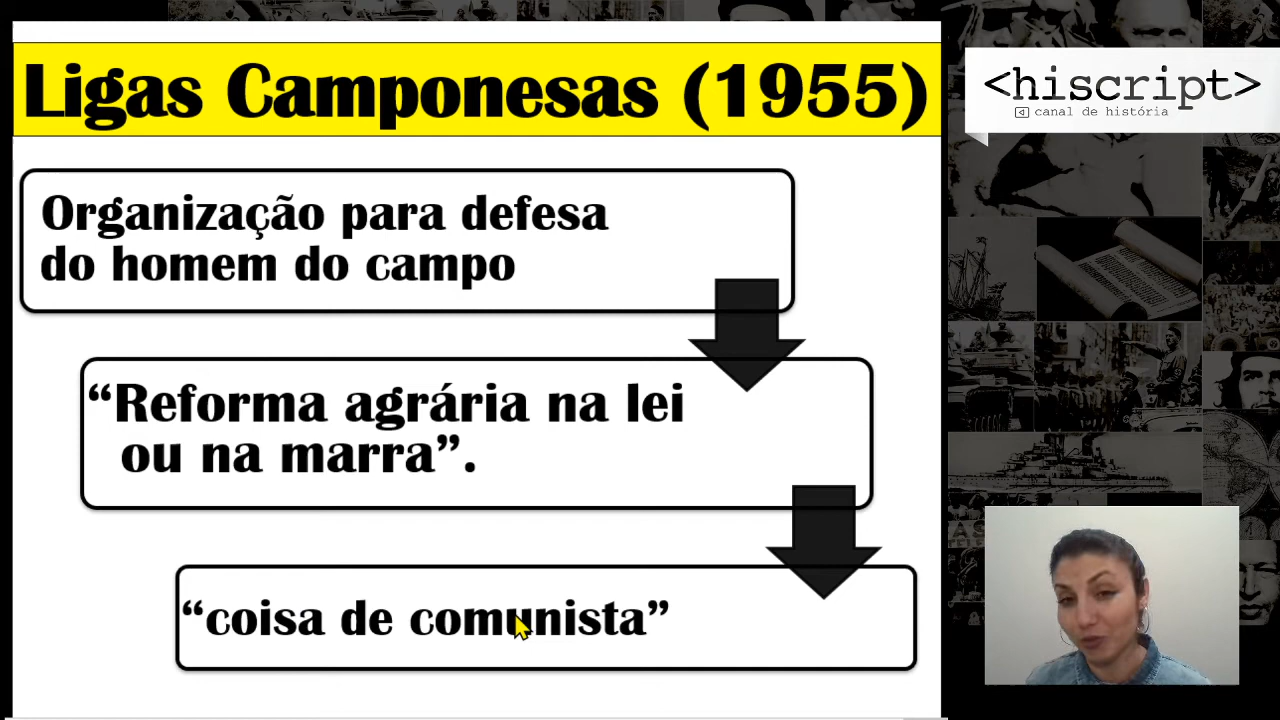 Ligas Camponesas (1955)
<hiscript>
canal de história
Organização para defesa
do homem do campo
“Reforma agrária na lei
ou na marra”.
“coisa de comunista”